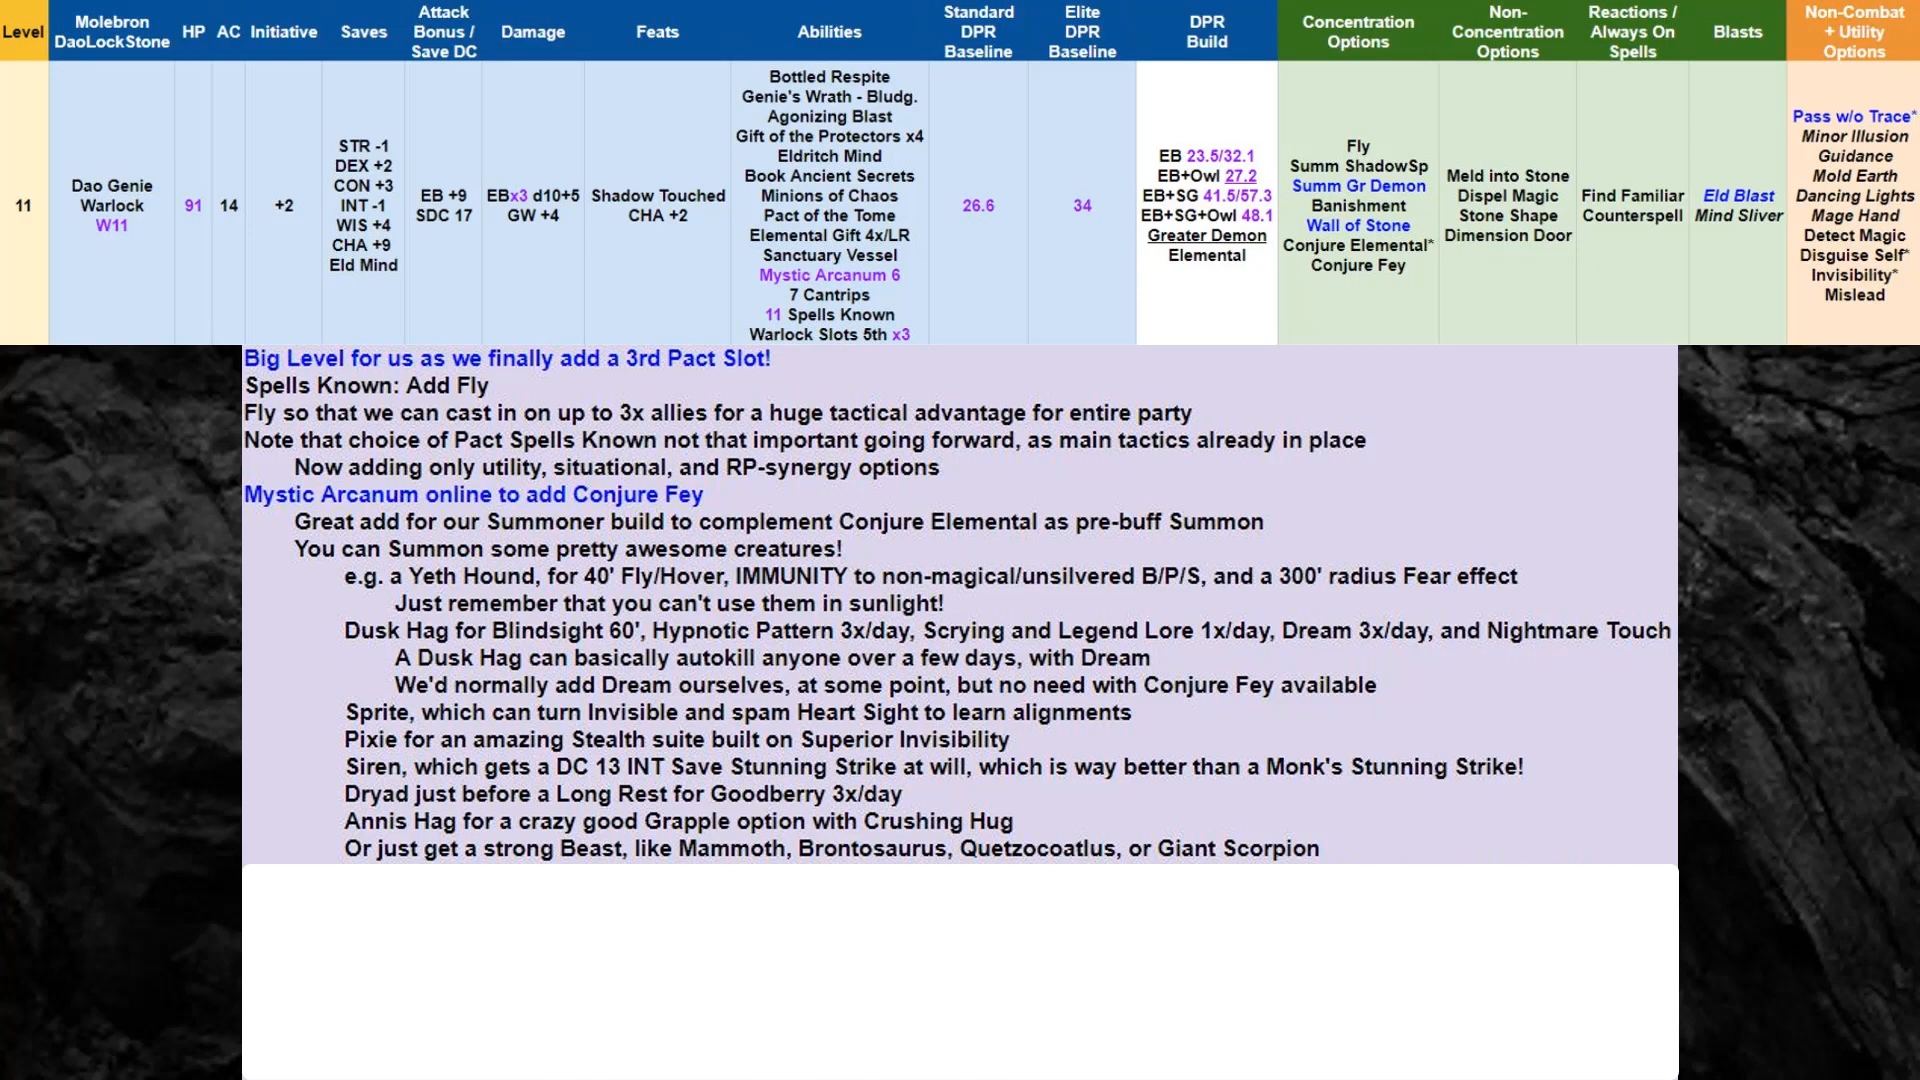 Level
Molebron
DaoLockStone
HP
AC
Initiative
Saves
Attack
Bonus /
Save DC
Damage
Feats
Abilities
Standard
DPR
Baseline
Elite
DPR
Baseline
DPR
Build
Concentration
Options
Non-
Concentration
Options
Reactions /
Always On
Spells
Blasts
Non-Combat
+ Utility
Options
11
Dao Genie
Warlock
W11
91
14
+2
STR -1
DEX +2
CON +3
INT -1
WIS +4
CHA +9
Eld Mind
EB +9
SDC 17
EBx3 d10+5
GW +4
Shadow Touched
CHA +2
Bottled Respite
Genie's Wrath - Bludg.
Agonizing Blast
Gift of the Protectors x4
Eldritch Mind
Book Ancient Secrets
Minions of Chaos
Pact of the Tome
Elemental Gift 4x/LR
Sanctuary Vessel
Mystic Arcanum 6
7 Cantrips
11 Spells Known
Warlock Slots 5th x3
26.6
34
EB 23.5/32.1
EB+Owl 27.2
EB+SG 41.5/57.3
EB+SG+Owl 48.1
Greater Demon
Elemental
Fly
Summ ShadowSp
Summ Gr Demon
Banishment
Wall of Stone
Conjure Elemental*
Conjure Fey
Meld into Stone
Dispel Magic
Stone Shape
Dimension Door
Find Familiar
Counterspell
Eld Blast
Mind Sliver
Pass w/o Trace*
Minor Illusion
Guidance
Mold Earth
Dancing Lights
Mage Hand
Detect Magic
Disguise Self*
Invisibility*
Mislead
Big Level for us as we finally add a 3rd Pact Slot!
Spells Known: Add Fly
Fly so that we can cast in on up to 3x allies for a huge tactical advantage for entire party
Note that choice of Pact Spells Known not that important going forward, as main tactics already in place
Now adding only utility, situational, and RP-synergy options
Mystic Arcanum online to add Conjure Fey
Great add for our Summoner build to complement Conjure Elemental as pre-buff Summon
You can Summon some pretty awesome creatures!
e.g. a Yeth Hound, for 40' Fly/Hover, IMMUNITY to non-magical/unsilvered B/P/S, and a 300' radius Fear effect
Just remember that you can't use them in sunlight!
Dusk Hag for Blindsight 60', Hypnotic Pattern 3x/day, Scrying and Legend Lore 1x/day, Dream 3x/day, and Nightmare Touch
A Dusk Hag can basically autokill anyone over a few days, with Dream
We'd normally add Dream ourselves, at some point, but no need with Conjure Fey available
Sprite, which can turn Invisible and spam Heart Sight to learn alignments
Pixie for an amazing Stealth suite built on Superior Invisibility
Siren, which gets a DC 13 INT Save Stunning Strike at will, which is way better than a Monk's Stunning Strike!
Dryad just before a Long Rest for Goodberry 3x/day
Annis Hag for a crazy good Grapple option with Crushing Hug
Or just get a strong Beast, like Mammoth, Brontosaurus, Quetzocoatlus, or Giant Scorpion